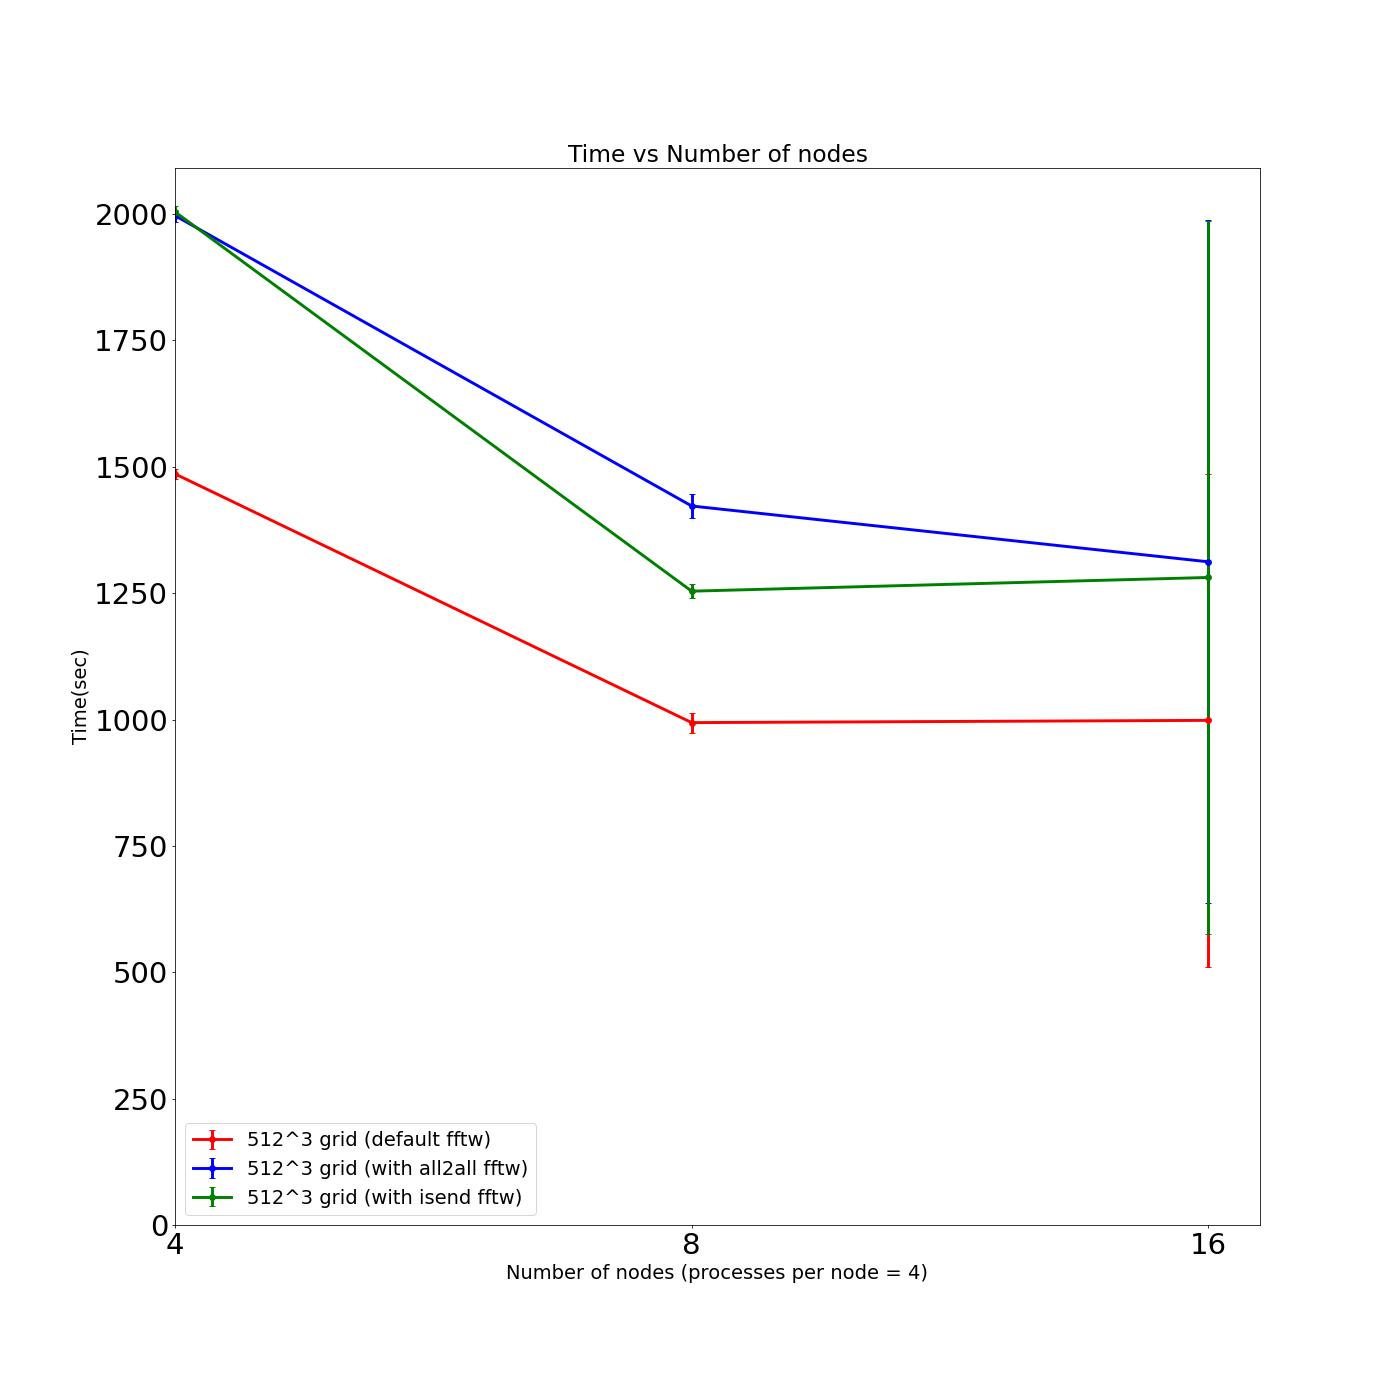 Time vs Number of nodes
2000
1750
1500
1250
1000
750
500
250
0
Time(sec)
512^3 grid (default fftw)
512^3 grid (with all2all fftw)
512^3 grid (with isend fftw)
4 8 16
Number of nodes (processes per node = 4)